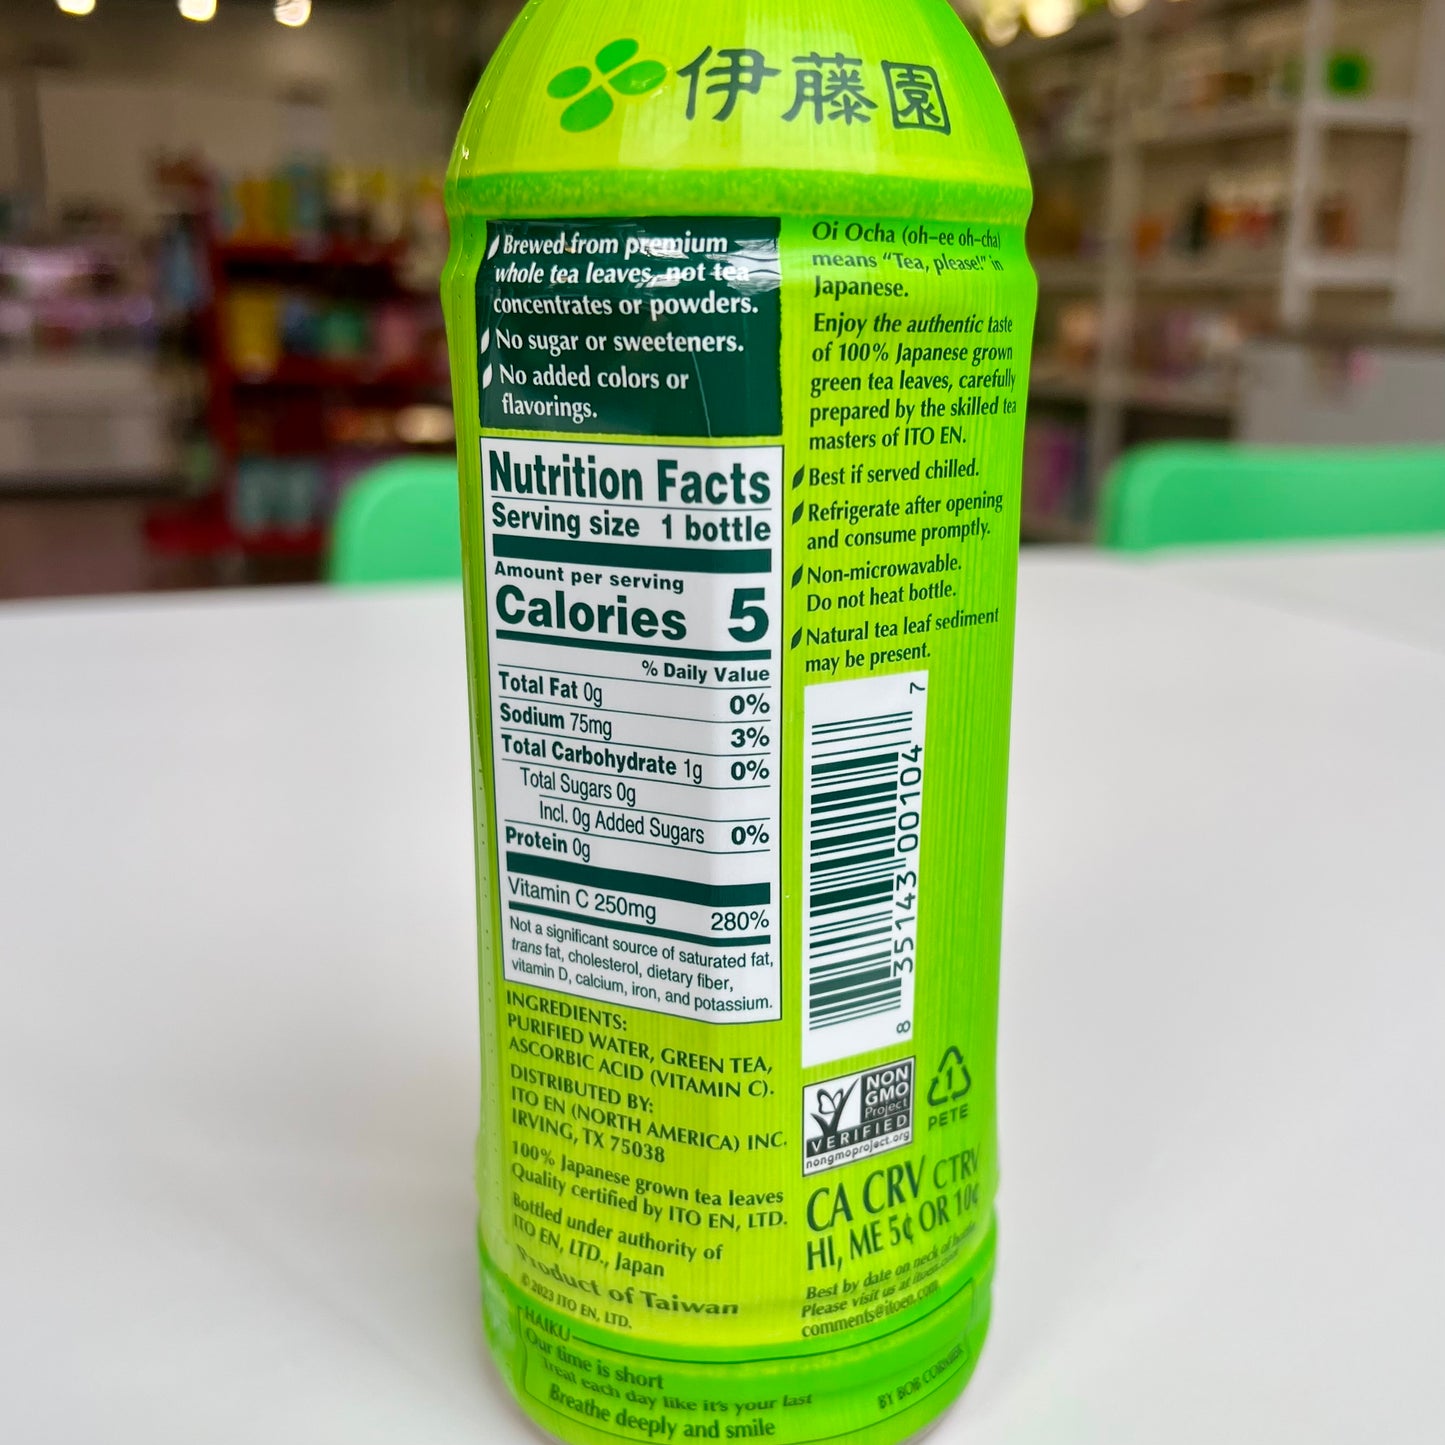 伊藤園
Brewed from premium
whole tea leaves, not tea
concentrates or powders.
No sugar or sweeteners.
No added colors or
flavorings.
Nutrition Facts
Serving size 1 bottle
Amount per serving
Calories 5
% Daily Value
Total Fat 0g 0%
Sodium 75mg 3%
Total Carbohydrate 1g 0%
Total Sugars 0g
Incl. 0g Added Sugars 0%
Protein 0g
Vitamin C 250mg 280%
Not a significant source of saturated fat,
trans fat, cholesterol, dietary fiber,
vitamin D, calcium, iron, and potassium.
INGREDIENTS:
PURIFIED WATER, GREEN TEA,
ASCORBIC ACID (VITAMIN C).
DISTRIBUTED BY:
ITO EN (NORTH AMERICA) INC.
IRVING, TX 75038
100% Japanese grown tea leaves
Quality certified by ITO EN, LTD.
Bottled under authority of
ITO EN, LTD., Japan
Product of Taiwan
© 2023 ITO EN, LTD.
HAIKU
Our time is short
Treat each day like it's your last
Breathe deeply and smile
BY BOB CORMIER
Oi Ocha (oh-ee oh-cha)
means "Tea, please!" in
Japanese.
Enjoy the authentic taste
of 100% Japanese grown
green tea leaves, carefully
prepared by the skilled tea
masters of ITO EN.
Best if served chilled.
Refrigerate after opening
and consume promptly.
Non-microwavable.
Do not heat bottle.
Natural tea leaf sediment
may be present.
8 35143 00104 7
NON
GMO
Project
VERIFIED
nongmoproject.org
1
PETE
CA CRV CTRV
HI, ME 5¢ OR 10¢
Best by date on neck of bottle.
Please visit us at itoen.com
comments@itoen.com